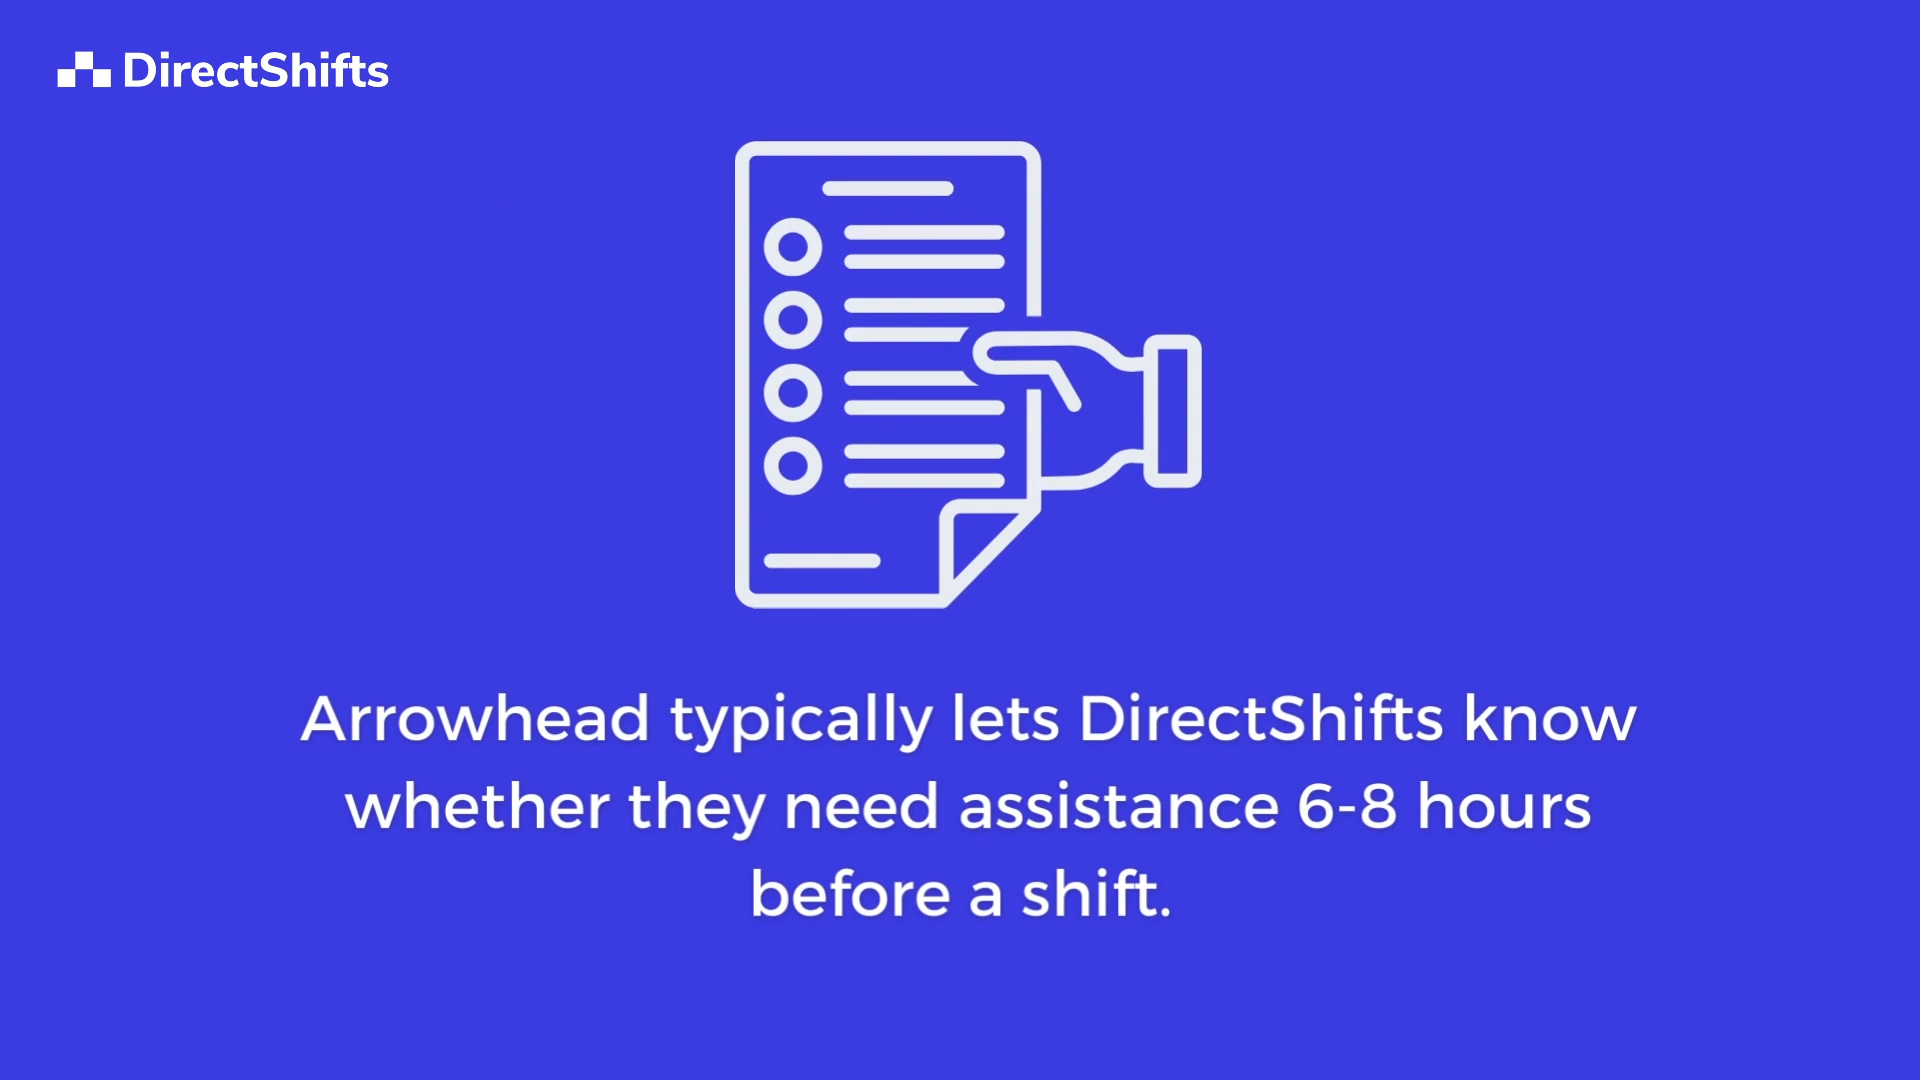 DirectShifts
Arrowhead typically lets DirectShifts know
whether they need assistance 6-8 hours
before a shift.